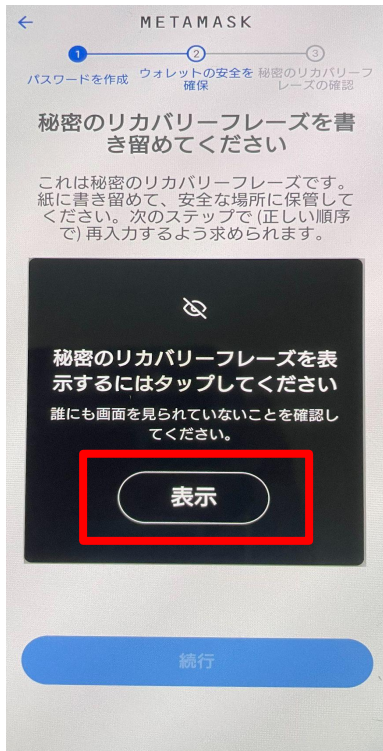 METAMASK
1 2 3
パスワードを作成 ウォレットの安全を 秘密のリカバリーフ
確保 レーズの確認
秘密のリカバリーフレーズを書
き留めてください
これは秘密のリカバリーフレーズです。
紙に書き留めて、安全な場所に保管して
ください。次のステップで (正しい順序
で) 再入力するよう求められます。
秘密のリカバリーフレーズを表
示するにはタップしてください
誰にも画面を見られていないことを確認し
てください。
表示
続行